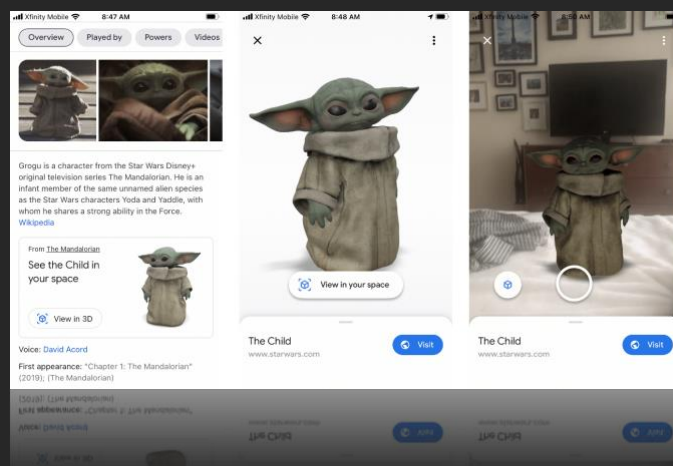 Xfinity Mobile 8:47 AM
Overview Played by Powers Videos
Grogu is a character from the Star Wars Disney+
original television series The Mandalorian. He is an
infant member of the same unnamed alien species
as the Star Wars characters Yoda and Yaddle, with
whom he shares a strong ability in the Force.
Wikipedia
From The Mandalorian
See the Child in
your space
View in 3D
Voice: David Acord
First appearance: "Chapter 1: The Mandalorian"
(2019); (The Mandalorian)
Xfinity Mobile 8:48 AM
View in your space
The Child
www.starwars.com
Visit
Xfinity Mobile 8:50 AM
The Child
www.starwars.com
Visit